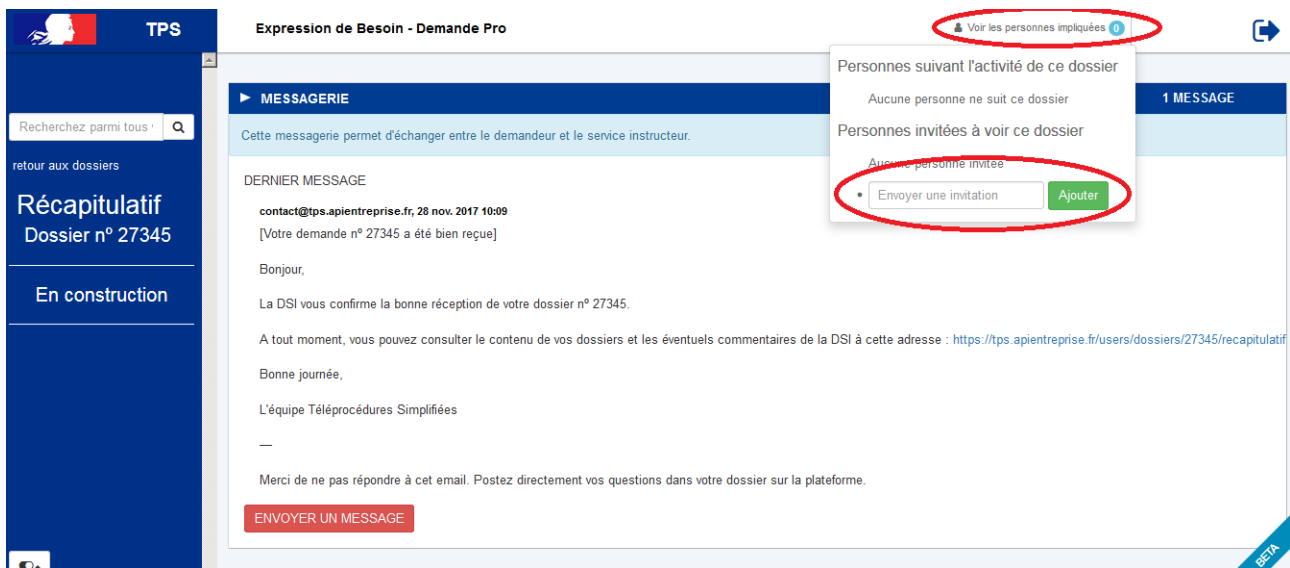 TPS
Expression de Besoin - Demande Pro
Voir les personnes impliquées 0
Personnes suivant l'activité de ce dossier
Aucune personne ne suit ce dossier
Personnes invitées à voir ce dossier
Aucune personne invitée
Envoyer une invitation
Ajouter
Recherchez parmi tous
retour aux dossiers
Récapitulatif
Dossier nº 27345
En construction
MESSAGERIE
1 MESSAGE
Cette messagerie permet d'échanger entre le demandeur et le service instructeur.
DERNIER MESSAGE
contact@tps.apientreprise.fr, 28 nov. 2017 10:09
[Votre demande nº 27345 a été bien reçue]
Bonjour,
La DSI vous confirme la bonne réception de votre dossier nº 27345.
A tout moment, vous pouvez consulter le contenu de vos dossiers et les éventuels commentaires de la DSI à cette adresse : https://tps.apientreprise.fr/users/dossiers/27345/recapitulatif
Bonne journée,
L'équipe Téléprocédures Simplifiées
—
Merci de ne pas répondre à cet email. Postez directement vos questions dans votre dossier sur la plateforme.
ENVOYER UN MESSAGE
BETA